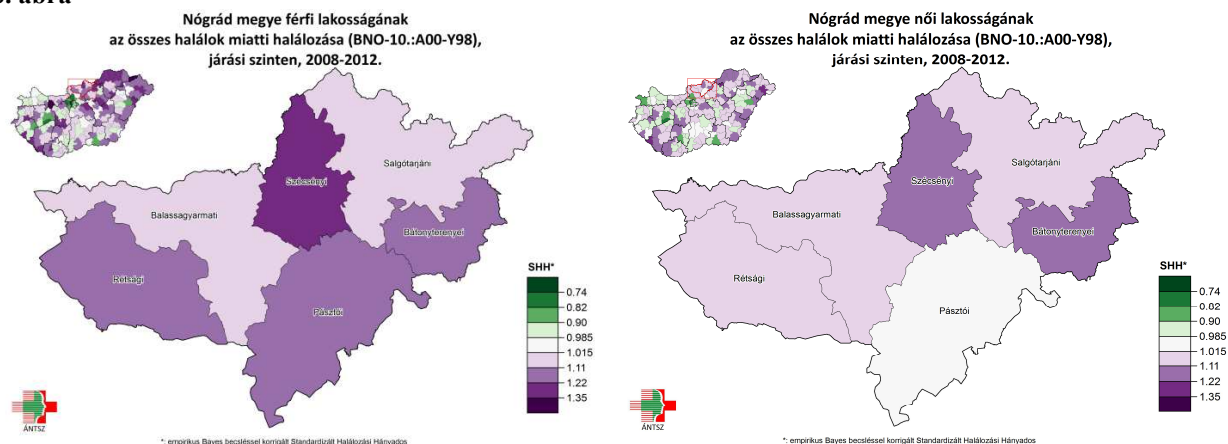 Nógrád megye férfi lakosságának
az összes halálok miatti halálozása (BNO-10.:A00-Y98),
járási szinten, 2008-2012.
Salgótarjáni
Szécsényi
Balassagyarmati
Bátonyterenyei
Rétsági
Pásztói
SHH*
0.74
0.82
0.90
0.985
1.015
1.11
1.22
1.35
ÁNTSZ
*: empirikus Bayes becsléssel korrigált Standardizált Halálozási Hányados
Nógrád megye női lakosságának
az összes halálok miatti halálozása (BNO-10.:A00-Y98),
járási szinten, 2008-2012.
Salgótarjáni
Szécsényi
Balassagyarmati
Bátonyterenyei
Rétsági
Pásztói
SHH*
0.74
0.02
0.90
0.985
1.015
1.11
1.22
1.35
ÁNTSZ
*: empirikus Bayes becsléssel korrigált Standardizált Halálozási Hányados